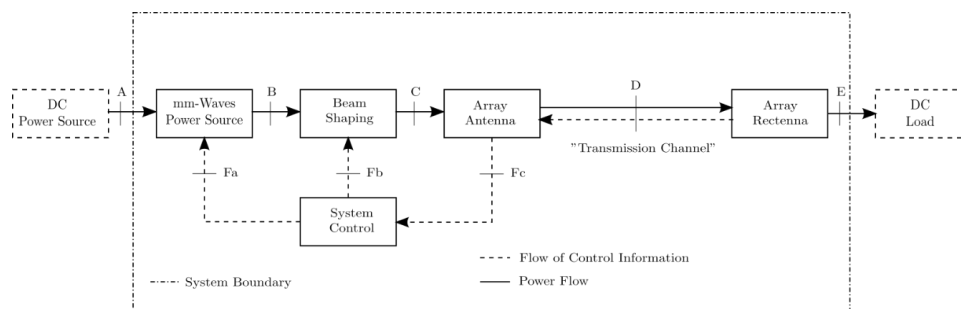 A
B
C
D
E
DC
Power Source
mm-Waves
Power Source
Beam
Shaping
Array
Antenna
Array
Rectenna
DC
Load
"Transmission Channel"
Fa
Fb
Fc
System
Control
Flow of Control Information
System Boundary
Power Flow